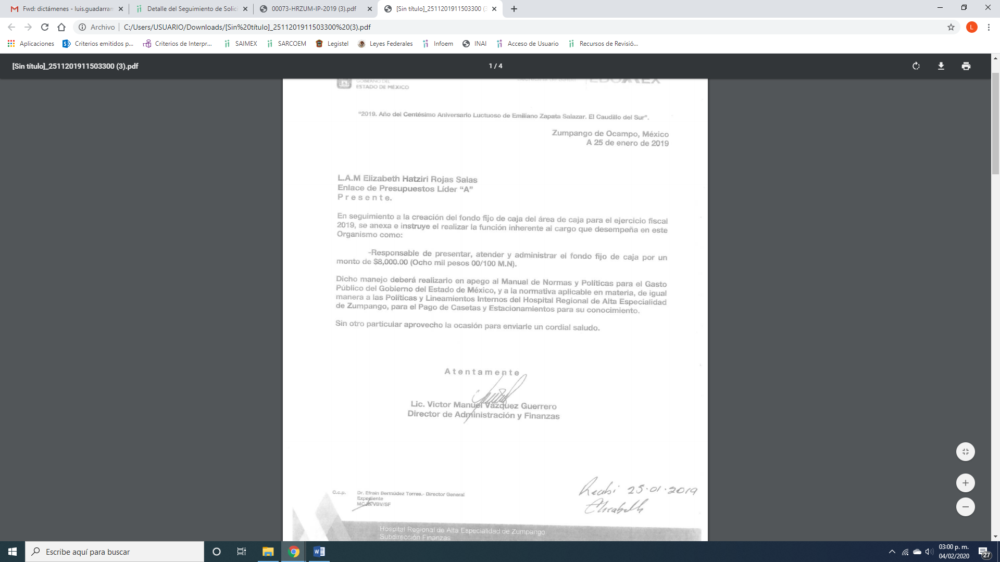 Fwd: dictámenes - luis.guadarran
Detalle del Seguimiento de Solici
00073-HRZUM-IP-2019 (3).pdf
[Sin título]_2511201911503300 (3
Archivo
C:/Users/USUARIO/Downloads/[Sin%20título]_2511201911503300%20(3).pdf
L
Aplicaciones
Criterios emitidos p...
Criterios de Interpr...
SAIMEX
SARCOEM
Legistel
Leyes Federales
Infoem
INAI
Acceso de Usuario
Recursos de Revisió...
[Sin título]_2511201911503300 (3).pdf
1 / 4
GOBIERNO DEL
ESTADO DE MÉXICO
EDOMEX
“2019. Año del Centésimo Aniversario Luctuoso de Emiliano Zapata Salazar. El Caudillo del Sur”.
Zumpango de Ocampo, México
A 25 de enero de 2019
L.A.M Elizabeth Hatziri Rojas Salas
Enlace de Presupuestos Líder “A”
P r e s e n t e.
En seguimiento a la creación del fondo fijo de caja del área de caja para el ejercicio fiscal
2019, se anexa e instruye el realizar la función inherente al cargo que desempeña en este
Organismo como:
-Responsable de presentar, atender y administrar el fondo fijo de caja por un
monto de $8,000.00 (Ocho mil pesos 00/100 M.N).
Dicho manejo deberá realizarlo en apego al Manual de Normas y Políticas para el Gasto
Público del Gobierno del Estado de México, y a la normativa aplicable en materia, de igual
manera a las Políticas y Lineamientos Internos del Hospital Regional de Alta Especialidad
de Zumpango, para el Pago de Casetas y Estacionamientos para su conocimiento.
Sin otro particular aprovecho la ocasión para enviarle un cordial saludo.
A t e n t a m e n t e
Lic. Victor Manuel Vázquez Guerrero
Director de Administración y Finanzas
Recibi 25-01-2019
Elizabeth
C.c.p. Dr. Efraín Bermúdez Torres.- Director General
Expediente
Hospital Regional de Alta Especialidad de Zumpango
Subdirección Finanzas
Escribe aquí para buscar
03:00 p. m.
04/02/2020
27